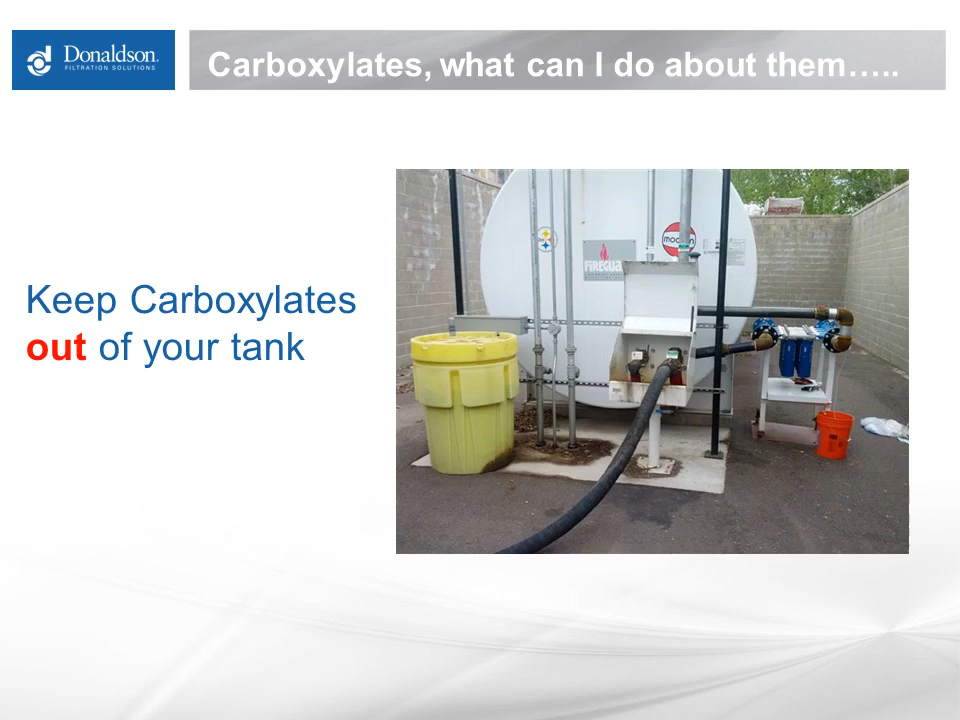 Donaldson.
FILTRATION SOLUTIONS
Carboxylates, what can I do about them…..
Keep Carboxylates
out of your tank